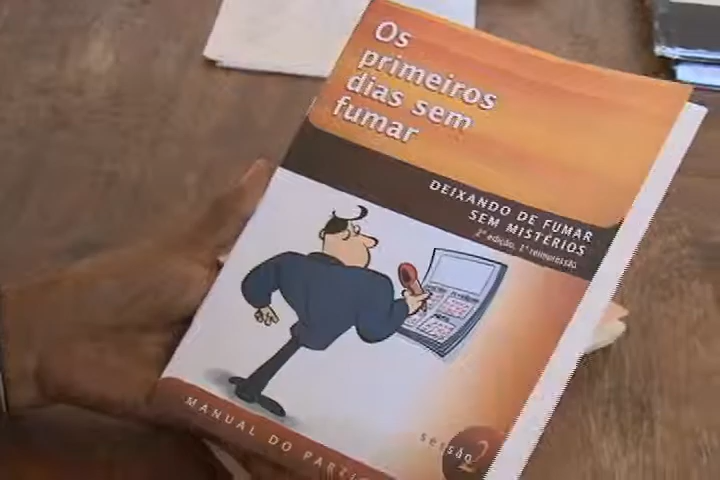 Os
primeiros
dias sem
fumar
DEIXANDO DE FUMAR
SEM MISTÉRIOS
2ª edição, 1ª reimpressão
MANUAL DO
sessão 2